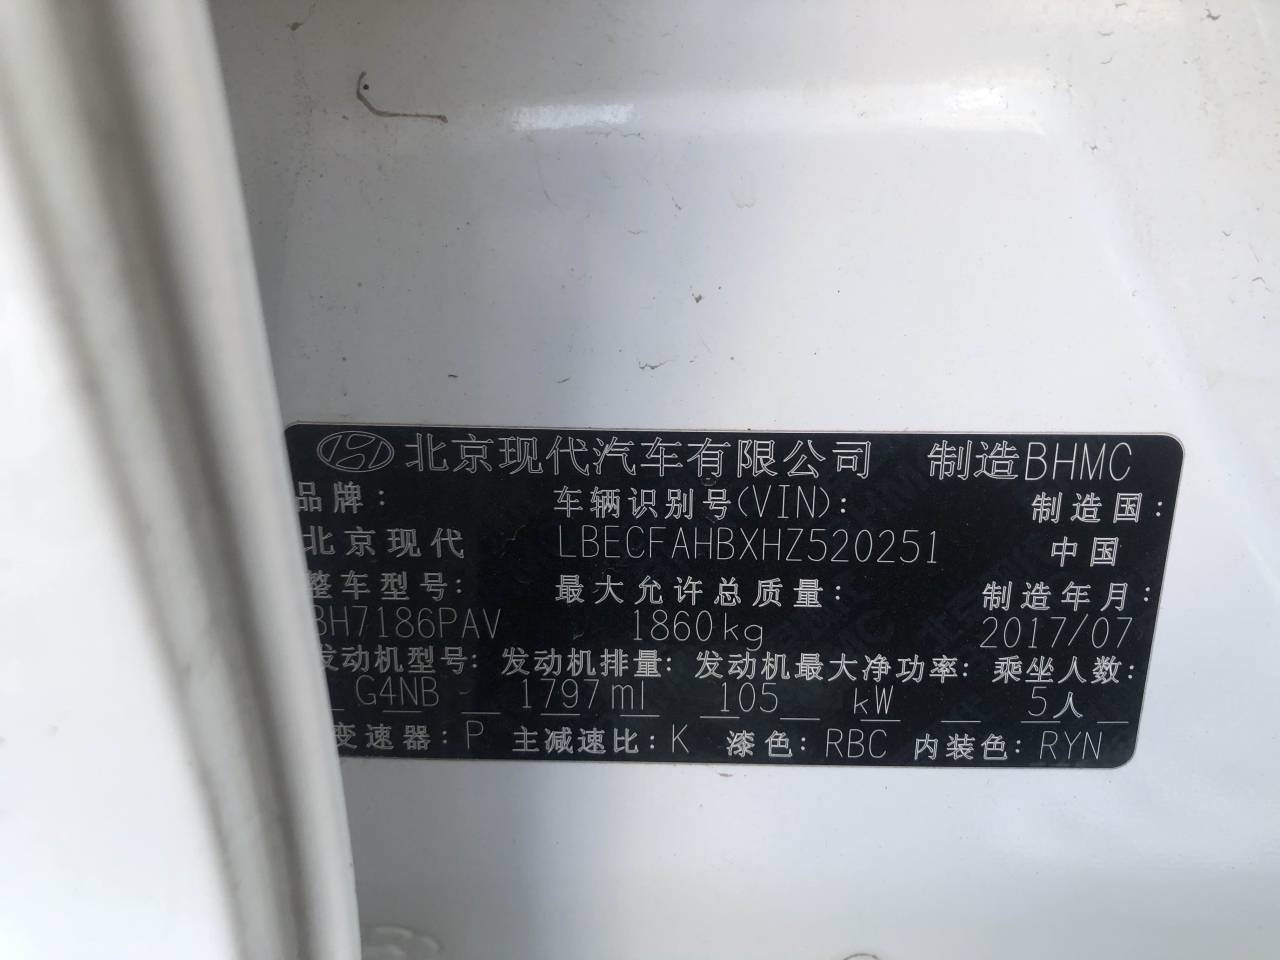 北京现代汽车有限公司 制造BHMC
品牌: 车辆识别号(VIN): 制造国:
北京现代 LBECFAHBXHZ520251 中国
整车型号: 最大允许总质量: 制造年月:
BH7186PAV 1860kg 2017/07
发动机型号: 发动机排量: 发动机最大净功率: 乘坐人数:
G4NB 1797ml 105 kW 5人
变速器: P 主减速比: K 漆色: RBC 内装色: RYN